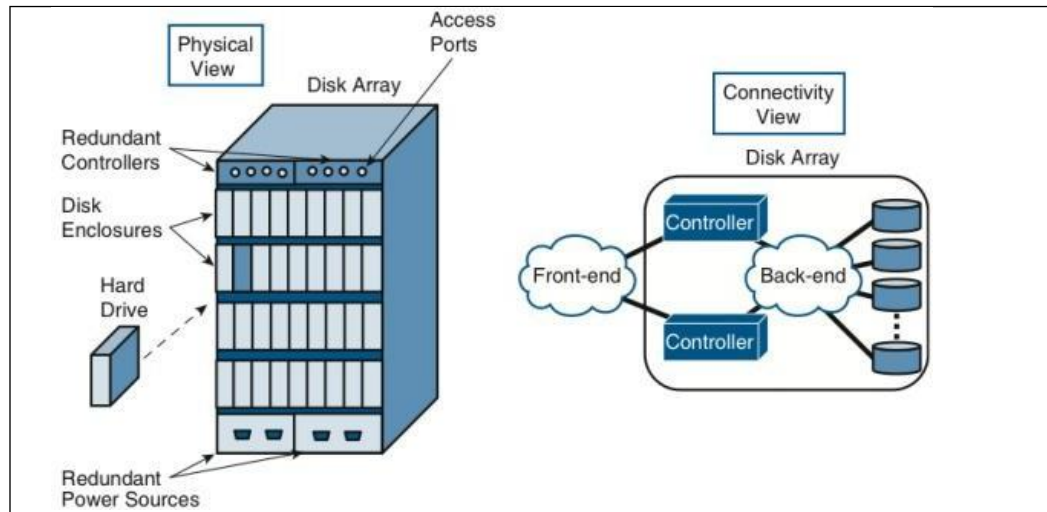 Physical
View
Access
Ports
Disk Array
Redundant
Controllers
Disk
Enclosures
Hard
Drive
Redundant
Power Sources
Connectivity
View
Disk Array
Controller
Front-end
Back-end
Controller